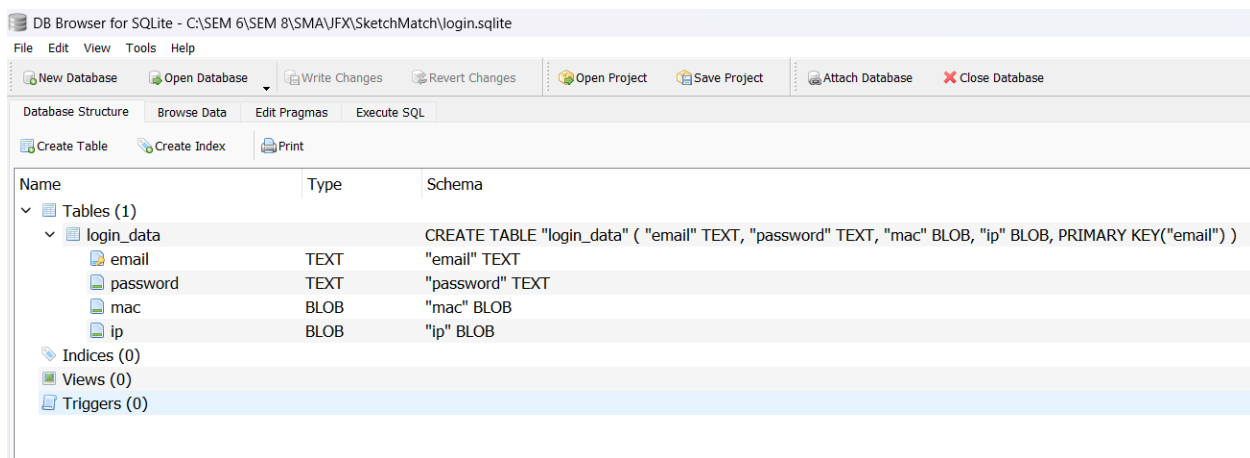 DB Browser for SQLite - C:\SEM 6\SEM 8\SMA\JFX\SketchMatch\login.sqlite
File Edit View Tools Help
New Database Open Database Write Changes Revert Changes Open Project Save Project Attach Database Close Database
Database Structure Browse Data Edit Pragmas Execute SQL
Create Table Create Index Print
Name Type Schema
Tables (1)
login_data CREATE TABLE "login_data" ( "email" TEXT, "password" TEXT, "mac" BLOB, "ip" BLOB, PRIMARY KEY("email") )
email TEXT "email" TEXT
password TEXT "password" TEXT
mac BLOB "mac" BLOB
ip BLOB "ip" BLOB
Indices (0)
Views (0)
Triggers (0)